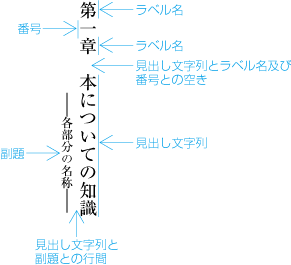 第一章　本についての知識
――各部分の名称――
ラベル名
番号
ラベル名
見出し文字列とラベル名及び
番号との空き
見出し文字列
副題
見出し文字列と
副題との行間